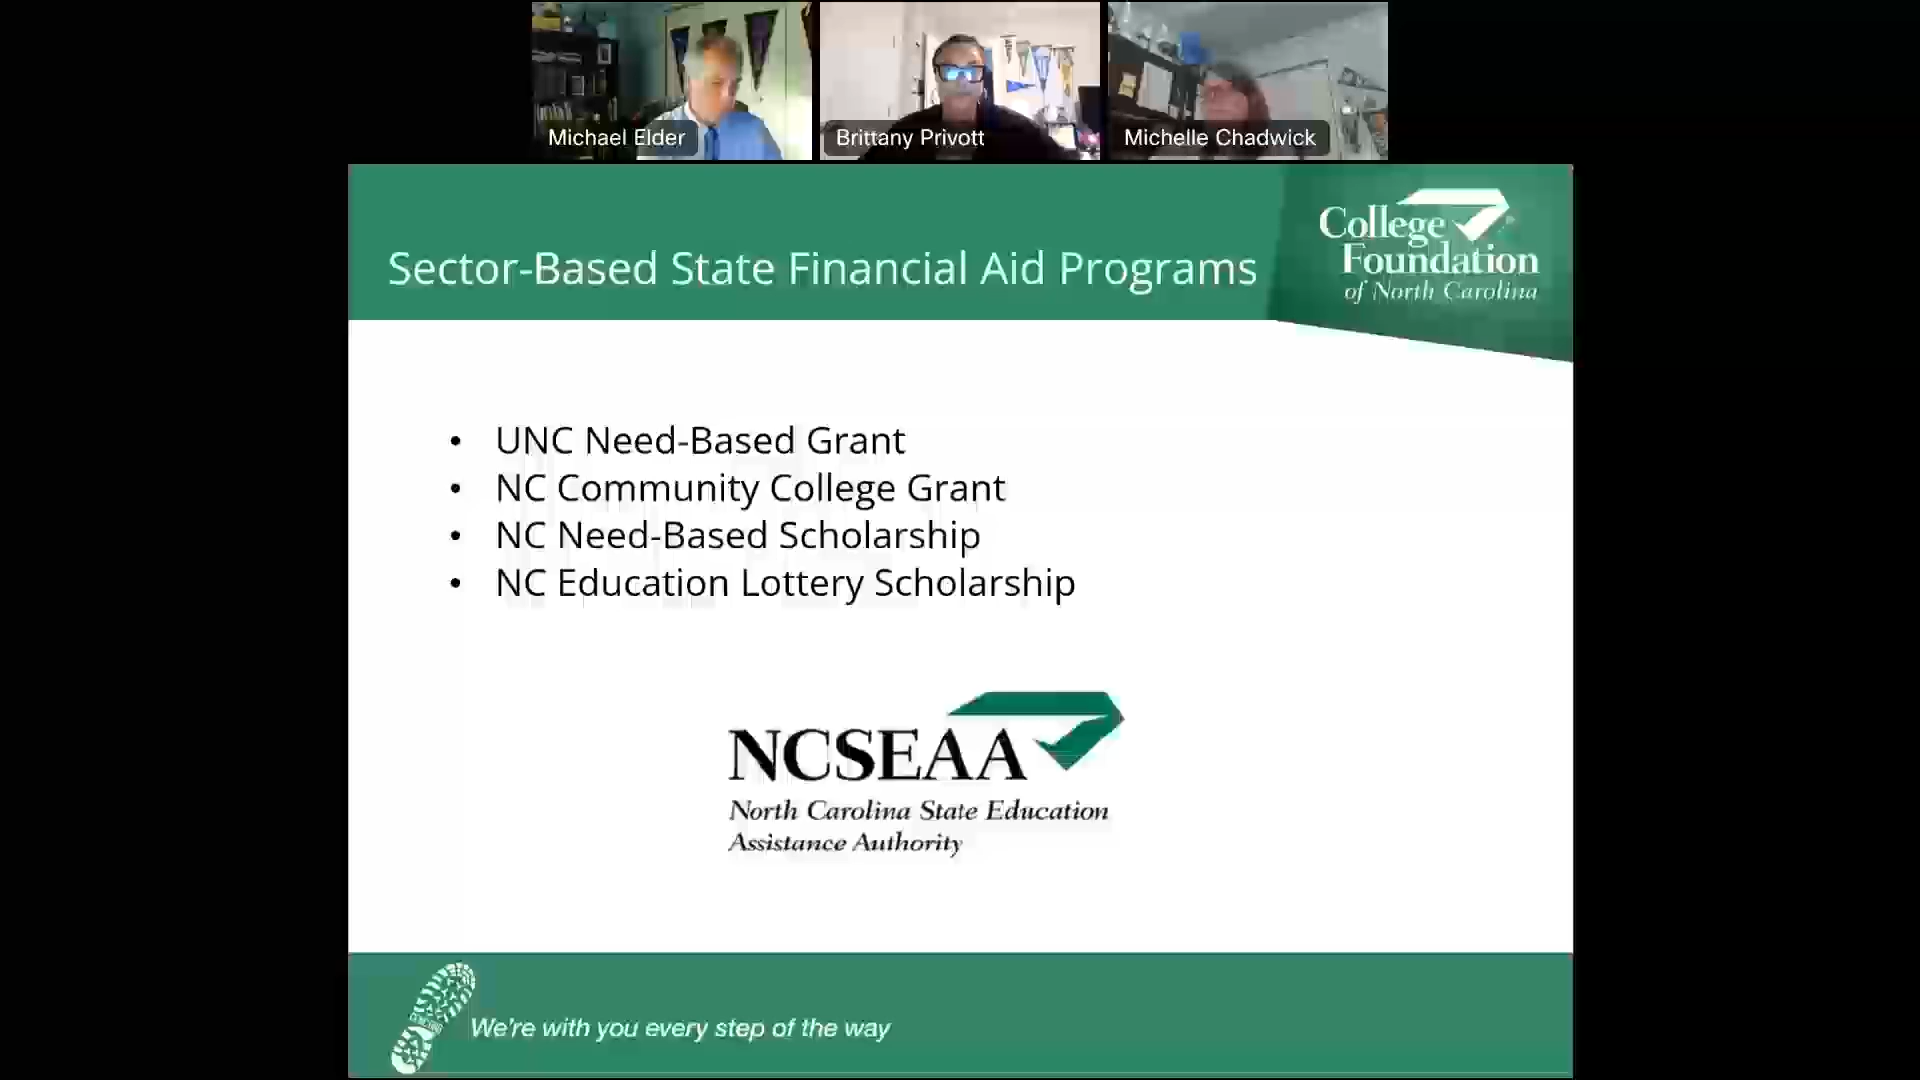 Michael Elder
Brittany Privott
Michelle Chadwick
Sector-Based State Financial Aid Programs
College
Foundation
of North Carolina
• UNC Need-Based Grant
• NC Community College Grant
• NC Need-Based Scholarship
• NC Education Lottery Scholarship
NCSEAA
North Carolina State Education
Assistance Authority
We're with you every step of the way